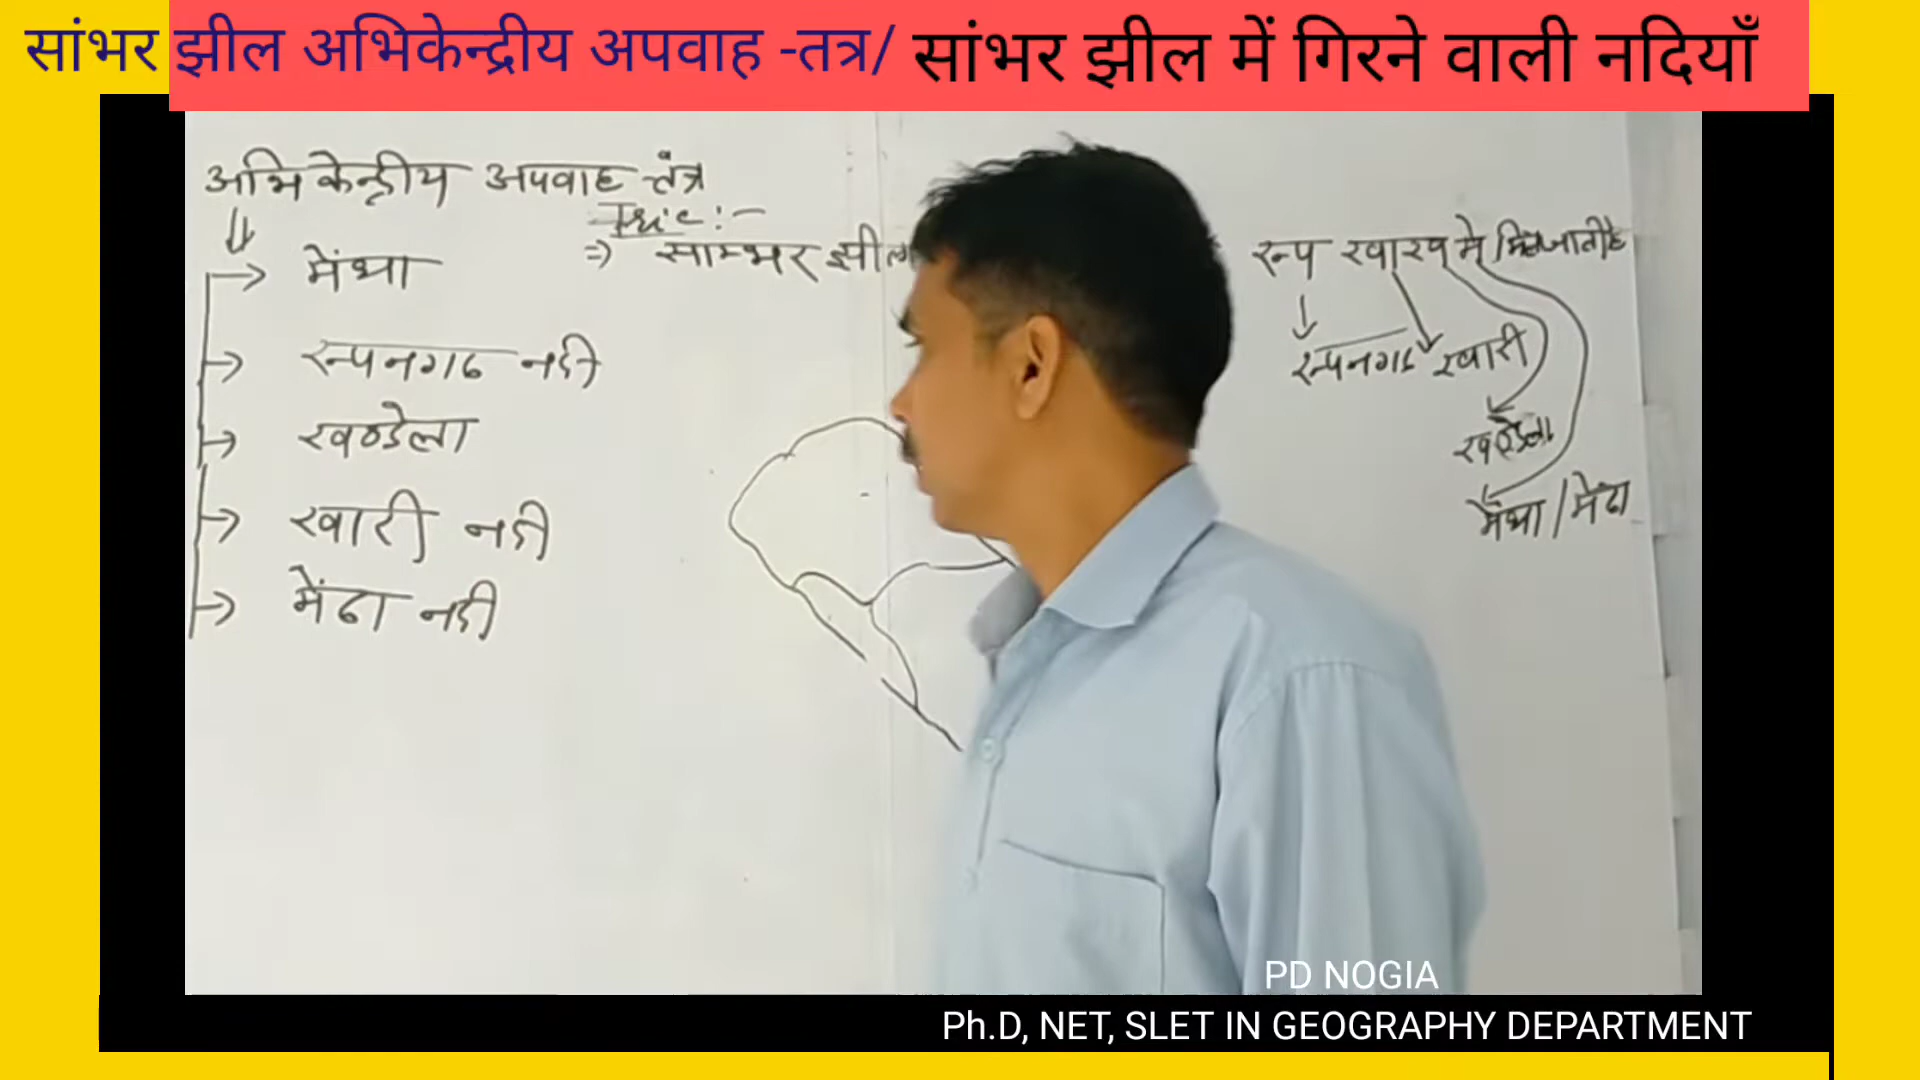 सांभर झील अभिकेन्द्रीय अपवाह -तत्र/ सांभर झील में गिरने वाली नदियाँ
अभिकेन्द्रीय अपवाह तंत्र
Tric :-
मेंथा
=> साम्भर झील
रूपनगढ नदी
खण्डेला
खारी नदी
मेंढा नदी
रूप खारख मे मिल जाती है
रूपनगढ खारी
खण्डेला
मेंथा/मेंढा
PD NOGIA
Ph.D, NET, SLET IN GEOGRAPHY DEPARTMENT